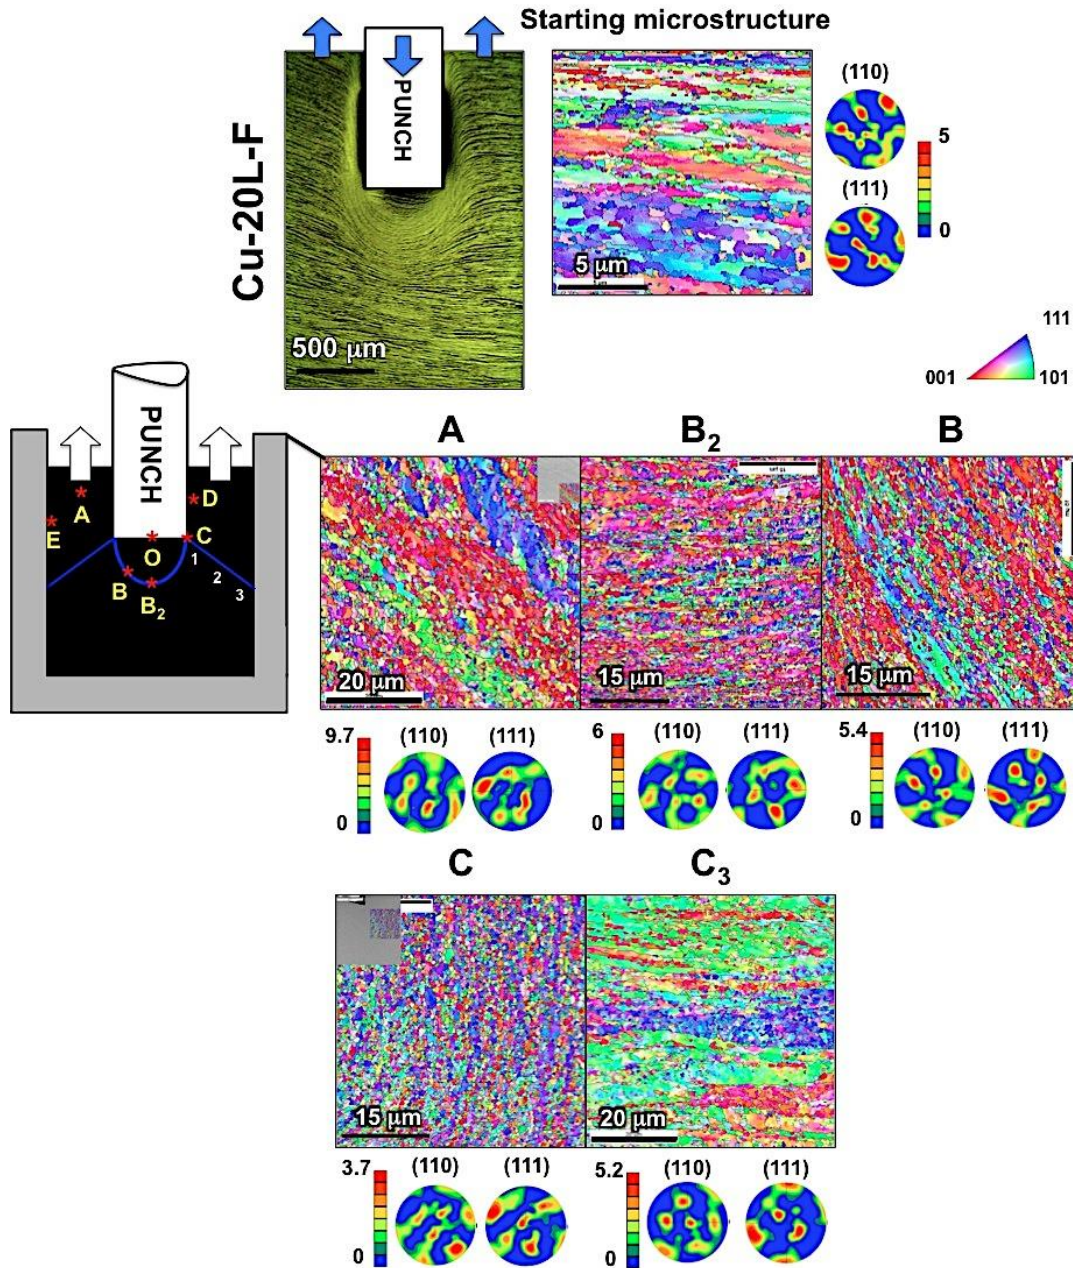 Starting microstructure
Cu-20L-F
PUNCH
500 μm
5 μm
(110)
(111)
5
0
111
001
101
PUNCH
A
D
E
C
O
1
B
2
B₂
3
A
B₂
B
20 μm
15 μm
15 μm
9.7
0
(110)
(111)
6
0
(110)
(111)
5.4
0
(110)
(111)
C
C₃
15 μm
20 μm
3.7
0
(110)
(111)
5.2
0
(110)
(111)